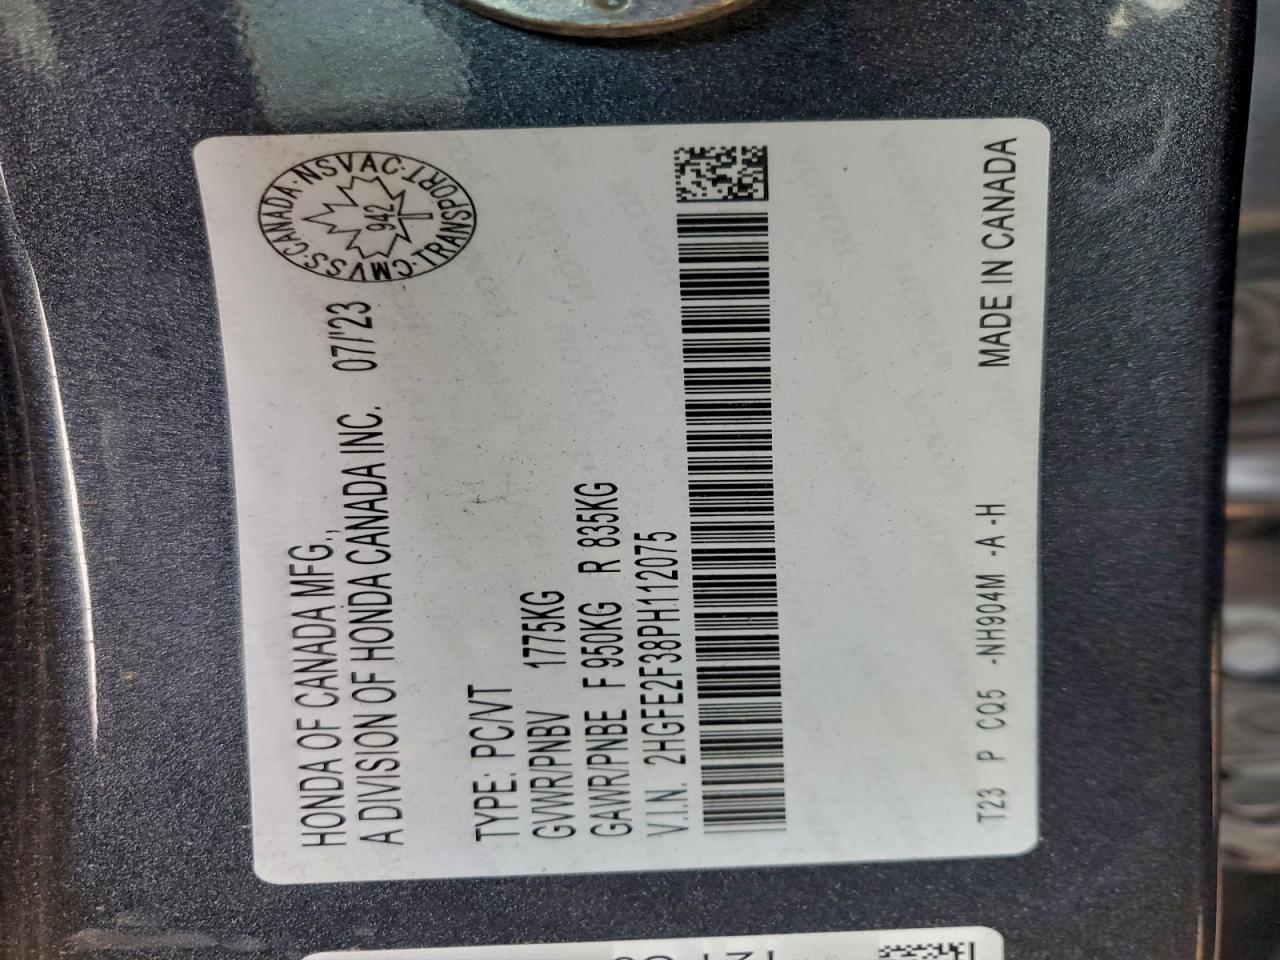 HONDA OF CANADA MFG.,
A DIVISION OF HONDA CANADA INC. 07/'23
CANADA·NSVAC·TRANSPORT·CMVSS·
942
TYPE: PC/VT
GVWR/PNBV 1775KG
GAWR/PNBE F 950KG R 835KG
V.I.N. 2HGFE2F38PH112075
T23 P CQ5 -NH904M -A -H
MADE IN CANADA